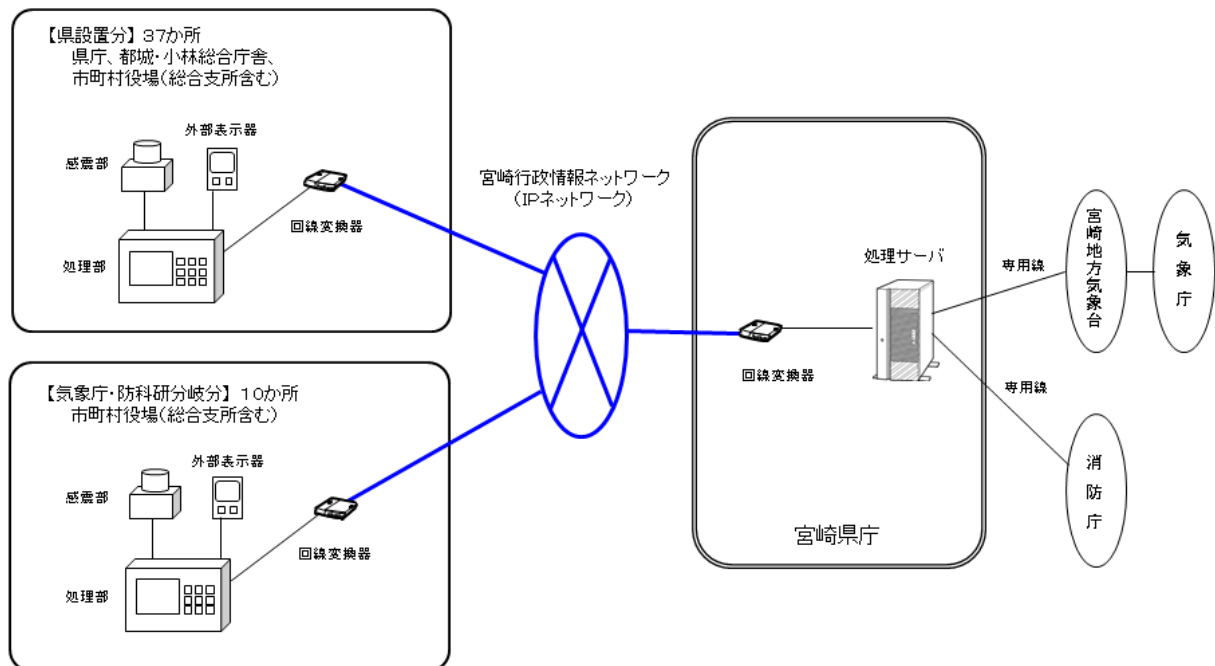 【県設置分】37か所
県庁、都城・小林総合庁舎、
市町村役場(総合支所含む)
外部表示器
感震部
回線変換器
処理部
【気象庁・防科研分岐分】10か所
市町村役場(総合支所含む)
外部表示器
感震部
回線変換器
処理部
宮崎行政情報ネットワーク
(IPネットワーク)
処理サーバ
回線変換器
宮崎県庁
専用線
専用線
宮崎地方気象台
気象庁
消防庁